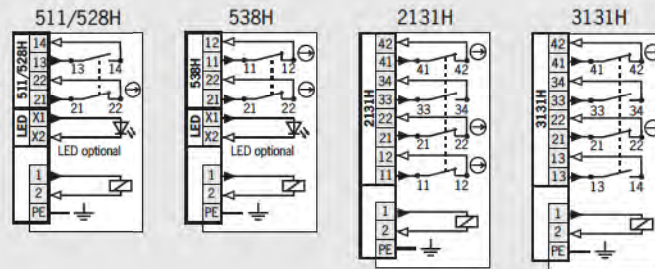 511/528H
538H
2131H
3131H
511/528H
14
13
22
21
13 14
21 22
LED
X1
X2
LED optional
1
2
PE
538H
12
11
22
21
11 12
21 22
LED
X1
X2
LED optional
1
2
PE
2131H
42
41
34
33
22
21
12
11
41 42
33 34
21 22
11 12
1
2
PE
3131H
42
41
34
33
22
21
13
13
41 42
33 34
21 22
13 14
1
2
PE